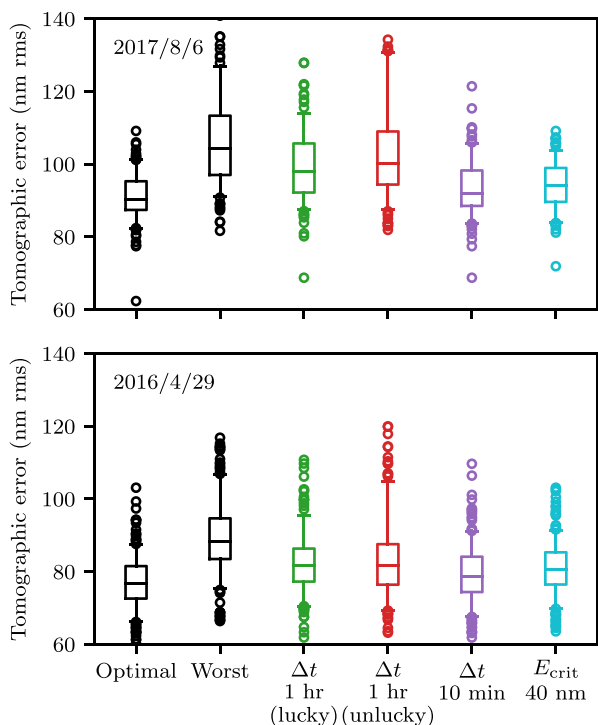 140
2017/8/6
120
100
80
60
Tomographic error (nm rms)
140
2016/4/29
120
100
80
60
Tomographic error (nm rms)
Optimal Worst Δt Δt Δt E_crit
1 hr 1 hr 10 min 40 nm
(lucky) (unlucky)